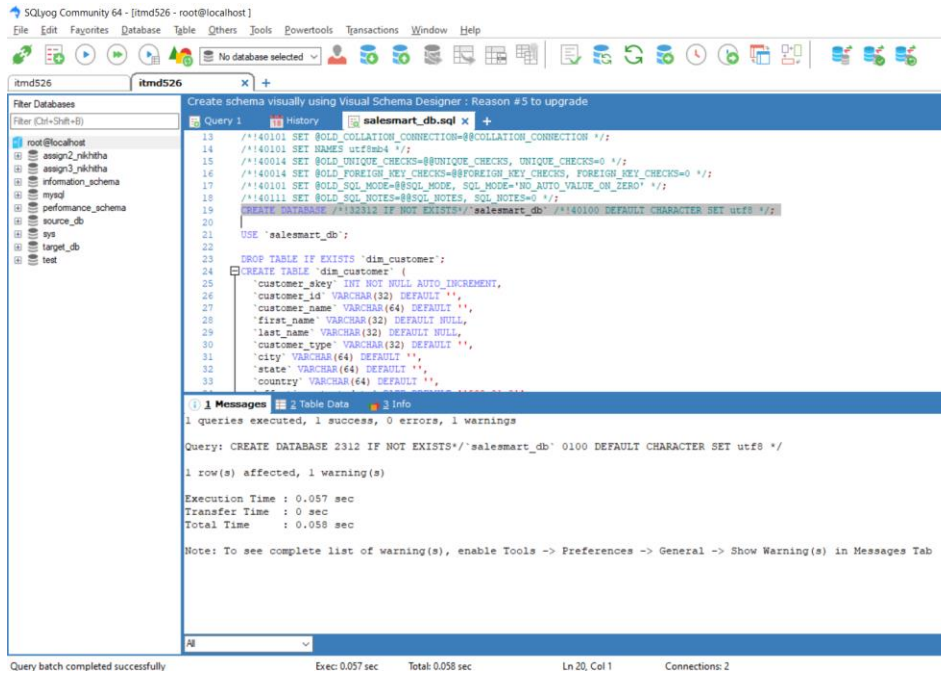 SQLyog Community 64 - [itmd526 - root@localhost ]
File Edit Favorites Database Table Others Tools Powertools Transactions Window Help
No database selected
itmd526 itmd526 x +
Filter Databases
Filter (Ctrl+Shift+B)
root@localhost
assign2_nikhitha
assign3_nikhitha
information_schema
mysql
performance_schema
source_db
sys
target_db
test
Create schema visually using Visual Schema Designer : Reason #5 to upgrade
Query 1 History salesmart_db.sql x +
13 /*!40101 SET @OLD_COLLATION_CONNECTION=@@COLLATION_CONNECTION */;
14 /*!40101 SET NAMES utf8mb4 */;
15 /*!40014 SET @OLD_UNIQUE_CHECKS=@@UNIQUE_CHECKS, UNIQUE_CHECKS=0 */;
16 /*!40014 SET @OLD_FOREIGN_KEY_CHECKS=@@FOREIGN_KEY_CHECKS, FOREIGN_KEY_CHECKS=0 */;
17 /*!40101 SET @OLD_SQL_MODE=@@SQL_MODE, SQL_MODE='NO_AUTO_VALUE_ON_ZERO' */;
18 /*!40111 SET @OLD_SQL_NOTES=@@SQL_NOTES, SQL_NOTES=0 */;
19 CREATE DATABASE /*!32312 IF NOT EXISTS*/`salesmart_db` /*!40100 DEFAULT CHARACTER SET utf8 */;
20
21 USE `salesmart_db`;
22
23 DROP TABLE IF EXISTS `dim_customer`;
24 CREATE TABLE `dim_customer` (
25 `customer_skey` INT NOT NULL AUTO_INCREMENT,
26 `customer_id` VARCHAR(32) DEFAULT '',
27 `customer_name` VARCHAR(64) DEFAULT '',
28 `first_name` VARCHAR(32) DEFAULT NULL,
29 `last_name` VARCHAR(32) DEFAULT NULL,
30 `customer_type` VARCHAR(32) DEFAULT '',
31 `city` VARCHAR(64) DEFAULT '',
32 `state` VARCHAR(64) DEFAULT '',
33 `country` VARCHAR(64) DEFAULT '',
1 Messages 2 Table Data 3 Info
1 queries executed, 1 success, 0 errors, 1 warnings
Query: CREATE DATABASE 2312 IF NOT EXISTS*/`salesmart_db` 0100 DEFAULT CHARACTER SET utf8 */
1 row(s) affected, 1 warning(s)
Execution Time : 0.057 sec
Transfer Time : 0 sec
Total Time : 0.058 sec
Note: To see complete list of warning(s), enable Tools -> Preferences -> General -> Show Warning(s) in Messages Tab
All
Query batch completed successfully Exec: 0.057 sec Total: 0.058 sec Ln 20, Col 1 Connections: 2